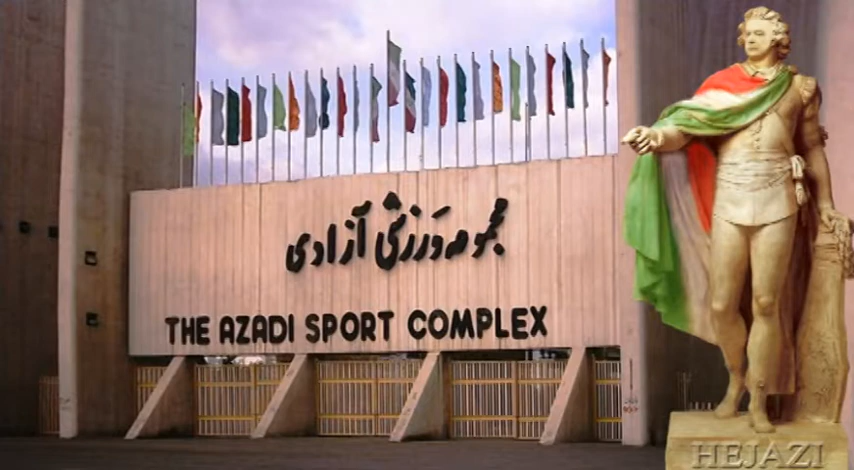 مجموعه ورزشی آزادی
THE AZADI SPORT COMPLEX
HEJAZI